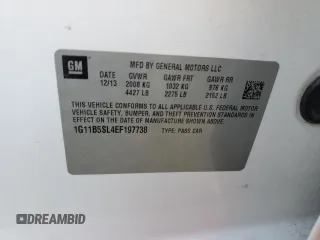 GM
MFD BY GENERAL MOTORS LLC
DATE GVWR GAWR FRT GAWR RR
12/13 2008 KG 1032 KG 976 KG
4427 LB 2275 LB 2152 LB
THIS VEHICLE CONFORMS TO ALL APPLICABLE U.S. FEDERAL MOTOR
VEHICLE SAFETY, BUMPER, AND THEFT PREVENTION STANDARDS
IN EFFECT ON THE DATE OF MANUFACTURE SHOWN ABOVE.
1G11B5SL4EF197738 TYPE: PASS CAR
DREAMBID